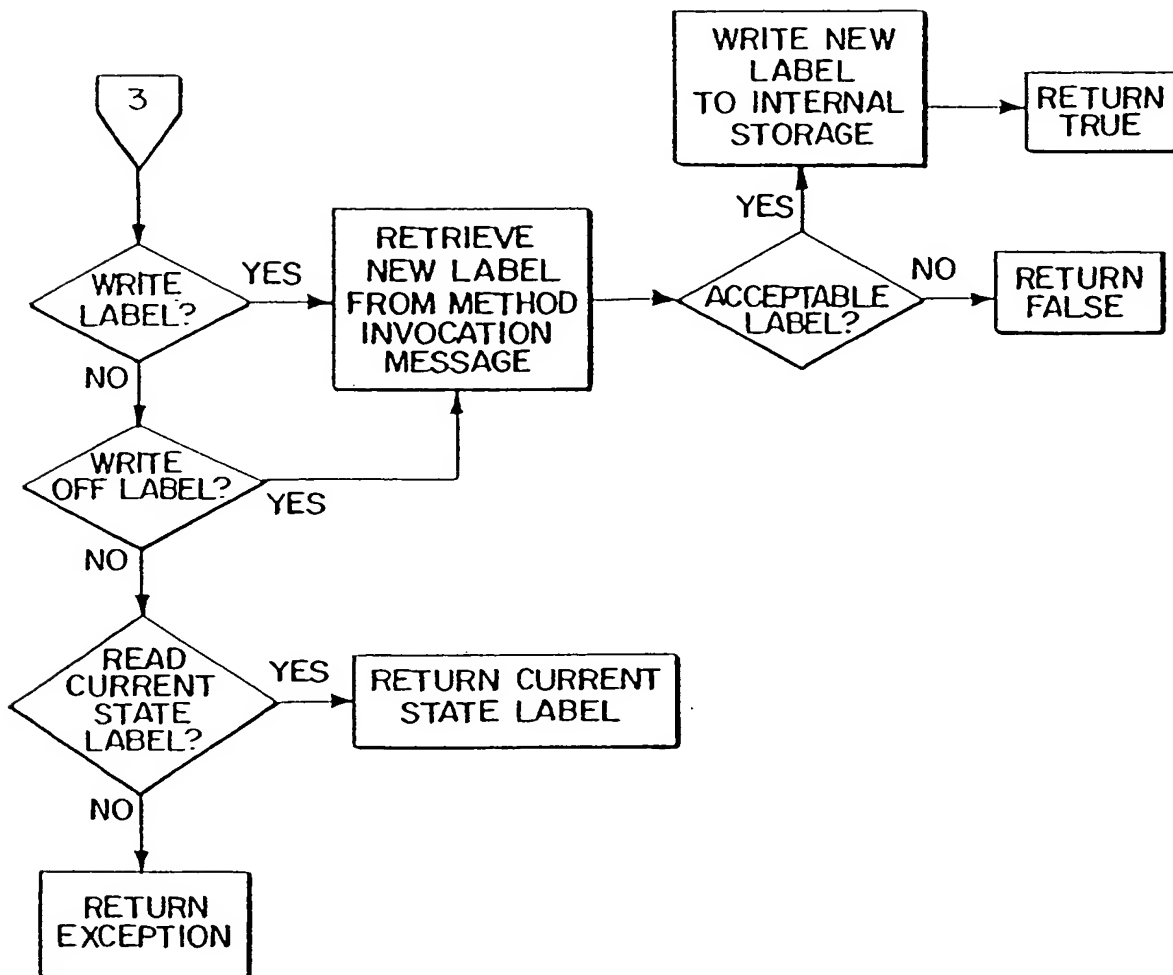 3
WRITE
LABEL?
YES
NO
RETRIEVE
NEW LABEL
FROM METHOD
INVOCATION
MESSAGE
ACCEPTABLE
LABEL?
YES
NO
WRITE NEW
LABEL
TO INTERNAL
STORAGE
RETURN
TRUE
RETURN
FALSE
WRITE
OFF LABEL?
YES
NO
READ
CURRENT
STATE
LABEL?
YES
NO
RETURN CURRENT
STATE LABEL
RETURN
EXCEPTION